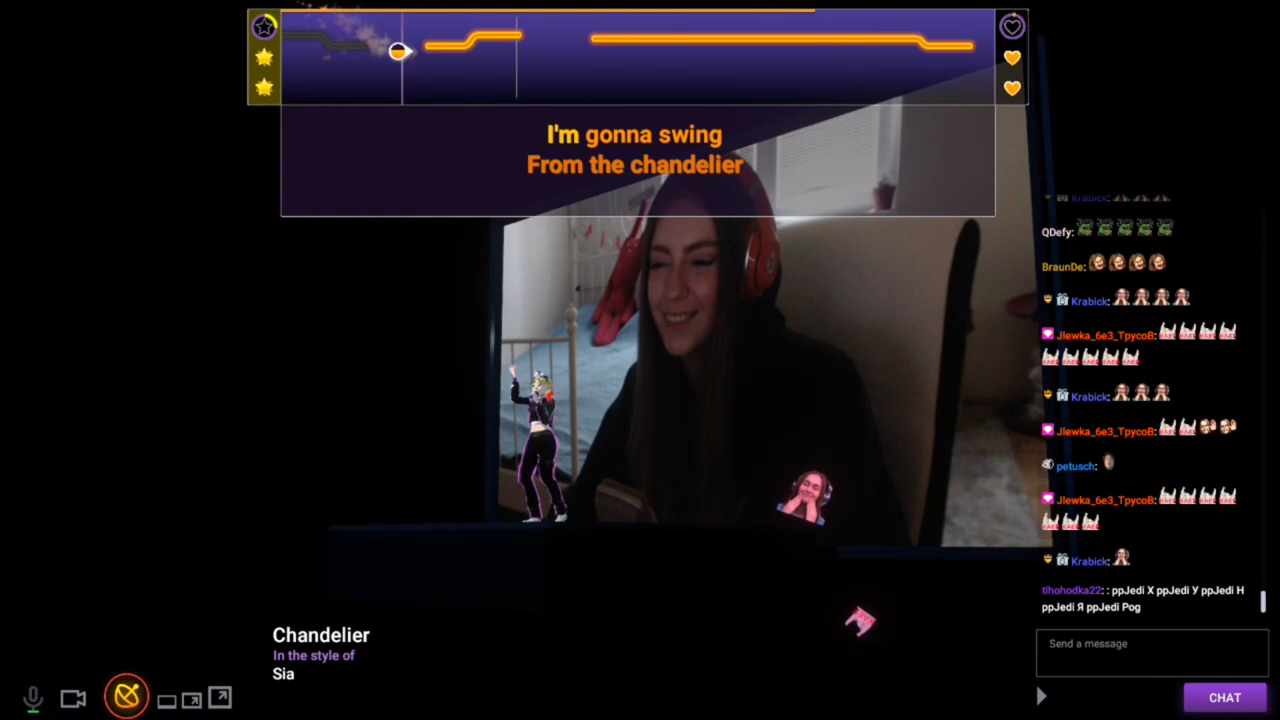 I'm gonna swing
From the chandelier
Krabick:
QDefy:
BraunDe:
Krabick:
Jlewka_6e3_TpycoB:
Krabick:
Jlewka_6e3_TpycoB:
petusch:
Jlewka_6e3_TpycoB:
Krabick:
tihohodka22: : ppJedi Х ppJedi У ppJedi Н
ppJedi Я ppJedi Pog
Send a message
CHAT
Chandelier
In the style of
Sia